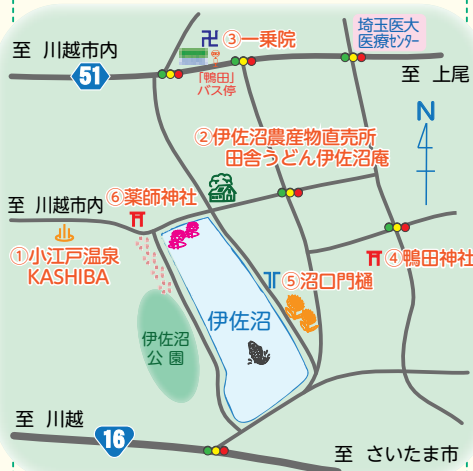 埼玉医大
医療センター
卍 ③一乗院
至 川越市内
51
「鴨田」
バス停
至 上尾
N
②伊佐沼農産物直売所
田舎うどん伊佐沼庵
⑥薬師神社
至 川越市内
①小江戸温泉
KASHIBA
④鴨田神社
⑤沼口門樋
伊佐沼
伊佐沼
公園
至 川越
16
至 さいたま市